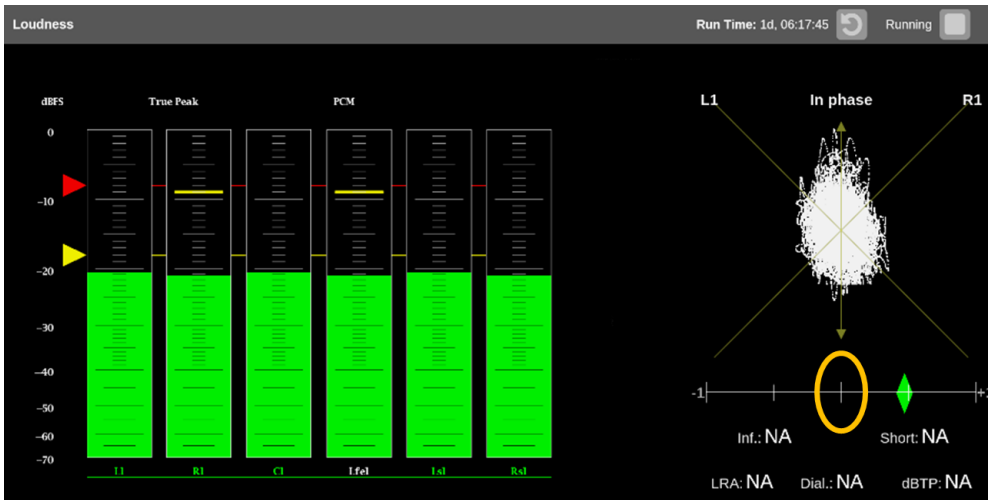 Loudness
Run Time: 1d, 06:17:45
Running
dBFS
True Peak
PCM
0
-10
-20
-30
-40
-50
-60
-70
L1
R1
C1
Lfe1
Ls1
Rs1
L1
In phase
R1
-1
Inf.: NA
Short: NA
LRA: NA
Dial.: NA
dBTP: NA